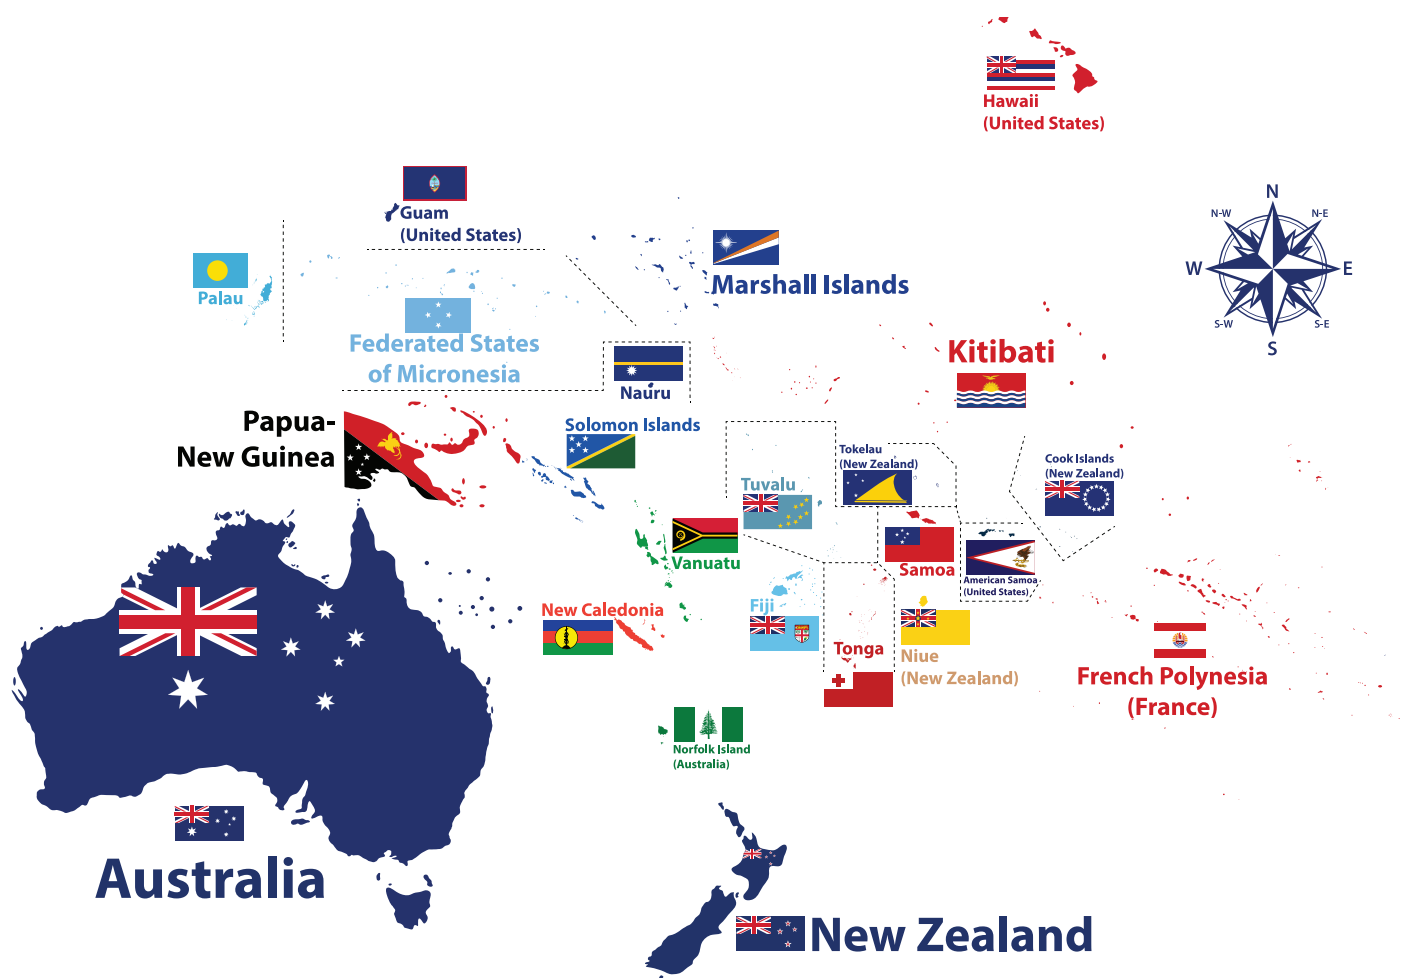 Hawaii
(United States)
Guam
(United States)
N
N-W
N-E
W
E
S-W
S-E
S
Palau
Marshall Islands
Federated States
of Micronesia
Kitibati
Nauru
Papua-
New Guinea
Solomon Islands
Tokelau
(New Zealand)
Cook Islands
(New Zealand)
Tuvalu
Vanuatu
Samoa
American Samoa
(United States)
New Caledonia
Fiji
Tonga
Niue
(New Zealand)
French Polynesia
(France)
Norfolk Island
(Australia)
Australia
New Zealand